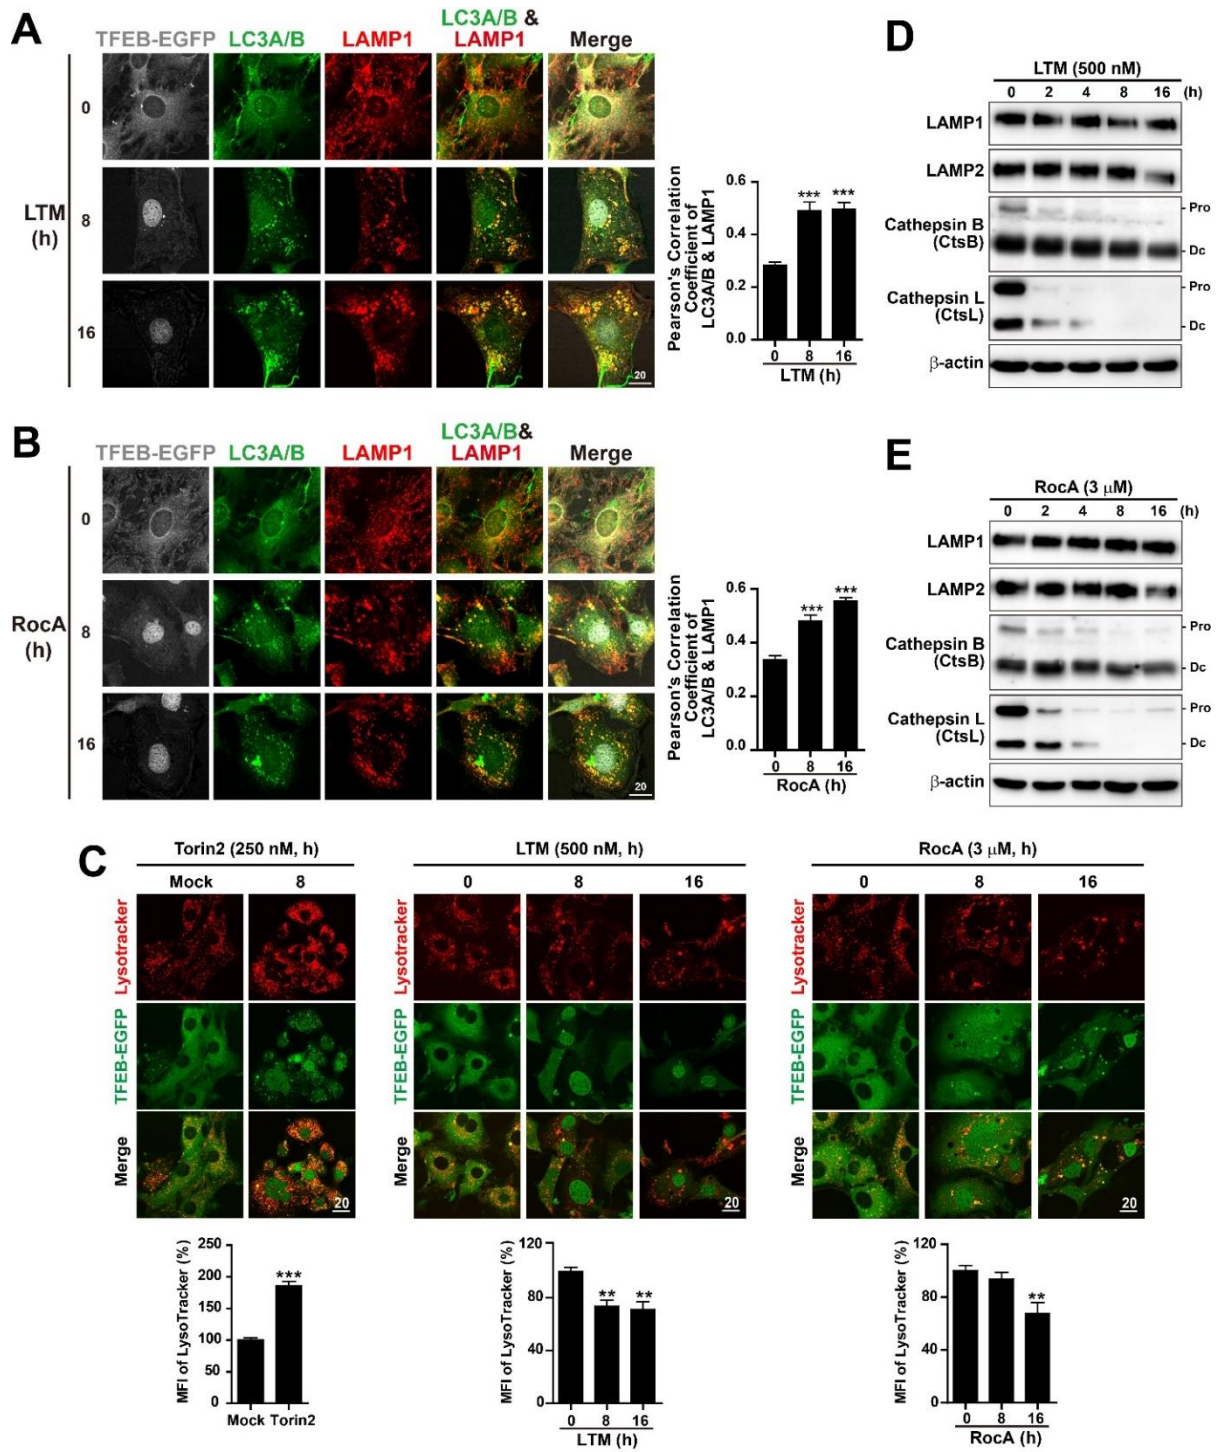 A
TFEB-EGFP LC3A/B LAMP1 LC3A/B & LAMP1 Merge
LTM (h)
0
8
16
20
Pearson's Correlation
Coefficient of
LC3A/B & LAMP1
0.6
0.4
0.2
0.0
*** ***
0 8 16
LTM (h)
D
LTM (500 nM)
0 2 4 8 16 (h)
LAMP1
LAMP2
Cathepsin B
(CtsB)
Pro
Dc
Cathepsin L
(CtsL)
Pro
Dc
β-actin
B
TFEB-EGFP LC3A/B LAMP1 LC3A/B& LAMP1 Merge
RocA (h)
0
8
16
20
Pearson's Correlation
Coefficient of
LC3A/B & LAMP1
0.6
0.4
0.2
0.0
*** ***
0 8 16
RocA (h)
E
RocA (3 μM)
0 2 4 8 16 (h)
LAMP1
LAMP2
Cathepsin B
(CtsB)
Pro
Dc
Cathepsin L
(CtsL)
Pro
Dc
β-actin
C
Torin2 (250 nM, h)
Mock 8
Lysotracker
TFEB-EGFP
Merge
20
LTM (500 nM, h)
0 8 16
Lysotracker
TFEB-EGFP
Merge
20
RocA (3 μM, h)
0 8 16
Lysotracker
TFEB-EGFP
Merge
20
MFI of LysoTracker (%)
250
200
150
100
50
0
***
Mock Torin2
MFI of LysoTracker (%)
120
80
40
0
** **
0 8 16
LTM (h)
MFI of LysoTracker (%)
120
80
40
0
**
0 8 16
RocA (h)